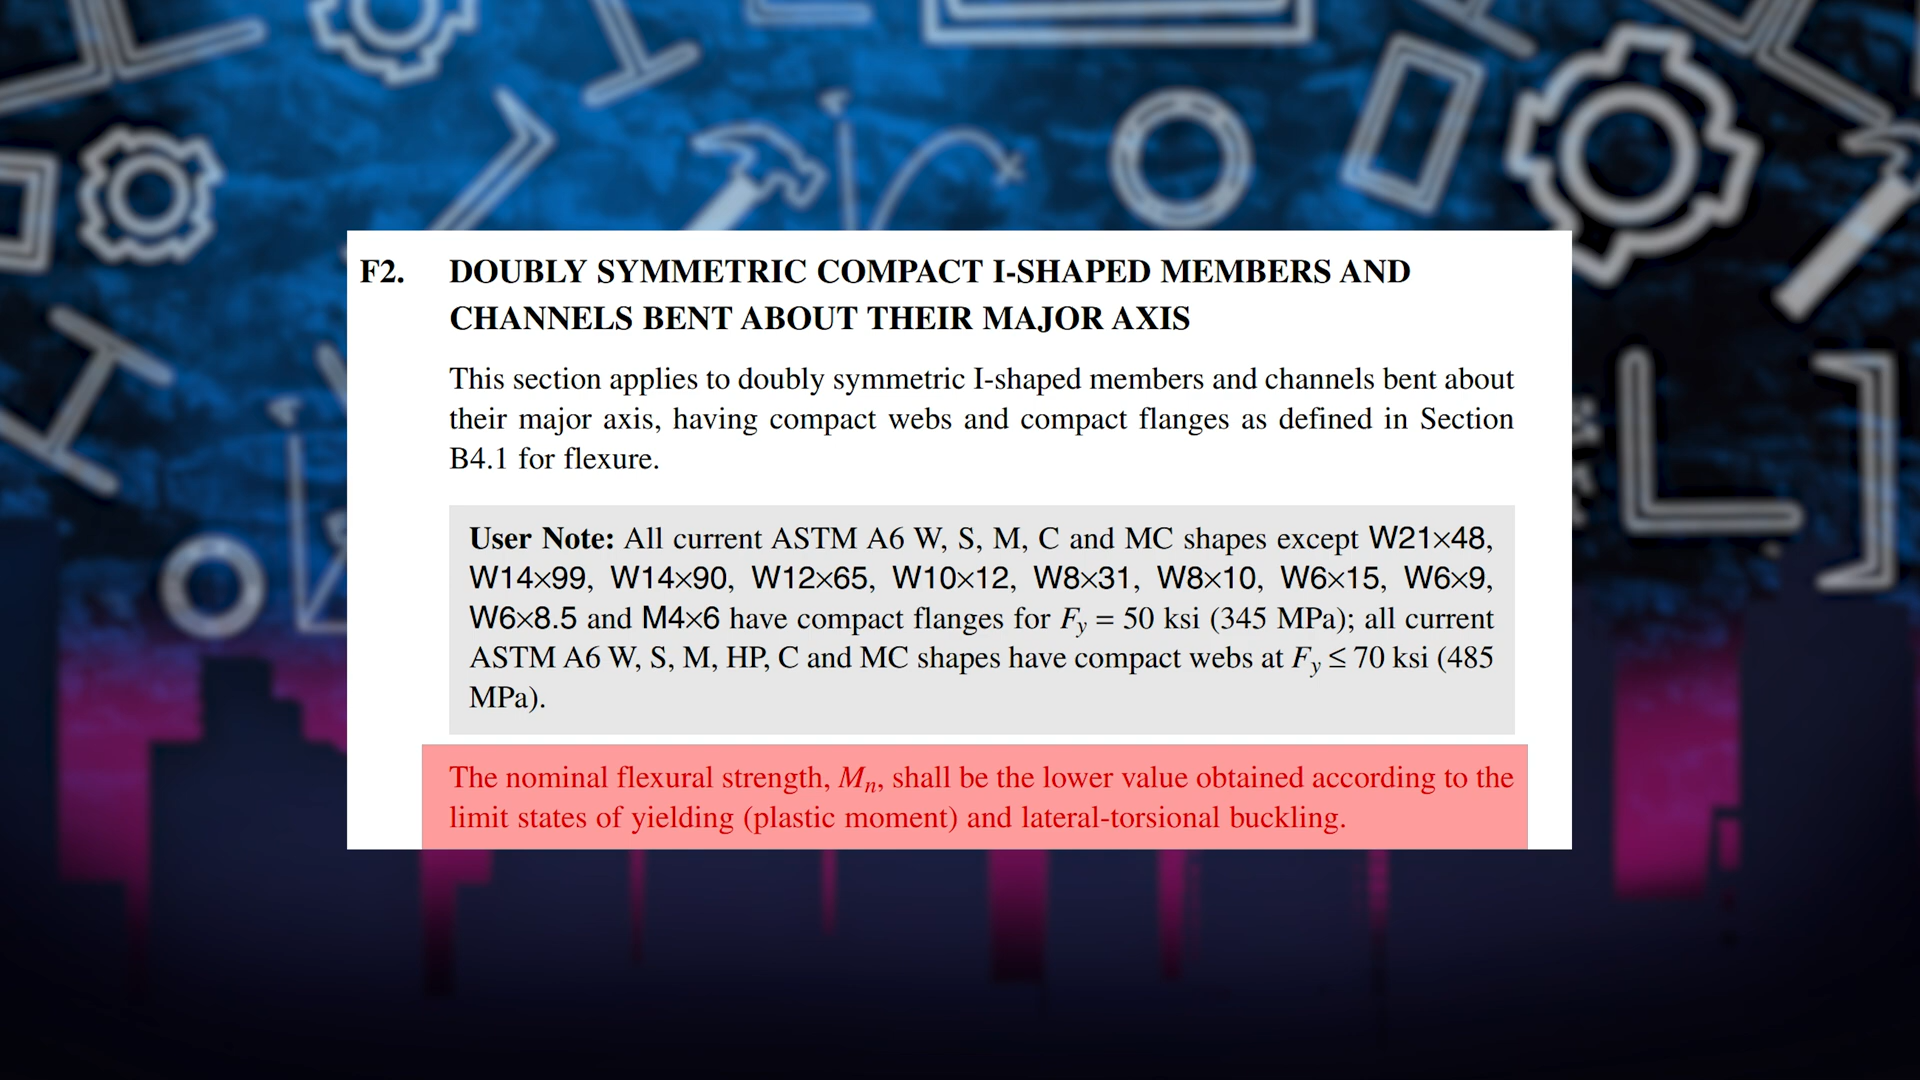 F2. DOUBLY SYMMETRIC COMPACT I-SHAPED MEMBERS AND
CHANNELS BENT ABOUT THEIR MAJOR AXIS
This section applies to doubly symmetric I-shaped members and channels bent about
their major axis, having compact webs and compact flanges as defined in Section
B4.1 for flexure.
User Note: All current ASTM A6 W, S, M, C and MC shapes except W21×48,
W14×99, W14×90, W12×65, W10×12, W8×31, W8×10, W6×15, W6×9,
W6×8.5 and M4×6 have compact flanges for Fy = 50 ksi (345 MPa); all current
ASTM A6 W, S, M, HP, C and MC shapes have compact webs at Fy ≤ 70 ksi (485
MPa).
The nominal flexural strength, Mn, shall be the lower value obtained according to the
limit states of yielding (plastic moment) and lateral-torsional buckling.